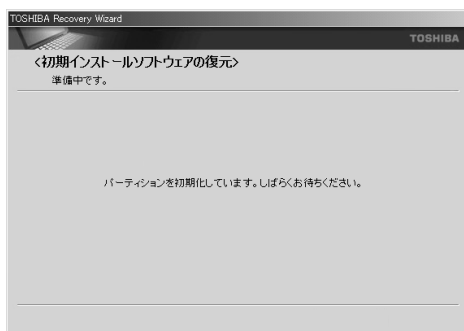 TOSHIBA Recovery Wizard
TOSHIBA
<初期インストールソフトウェアの復元>
準備中です。
パーティションを初期化しています。しばらくお待ちください。